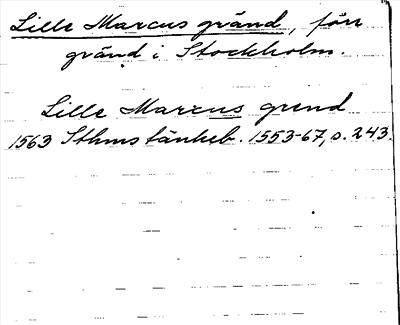 Lille Marcus gränd, förr
gränd i Stockholm.
Lille Marcus grend
1563 Sthms tänkeb. 1553-67, s. 243.